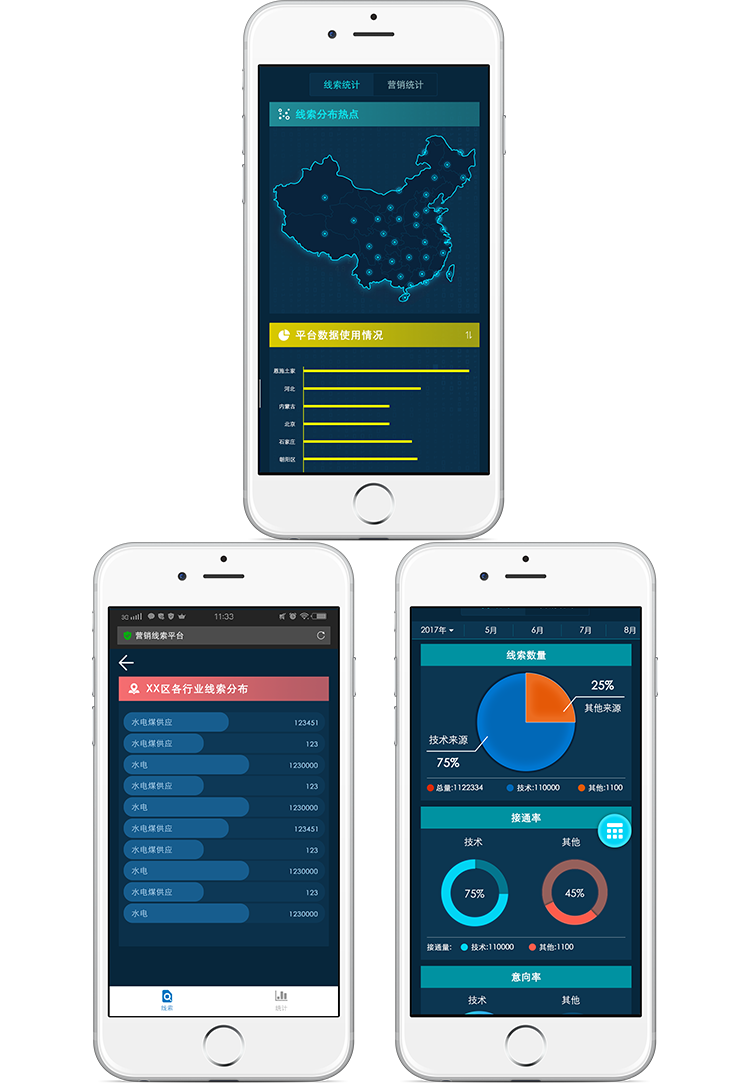 线索统计 营销统计
线索分布热点
平台数据使用情况
恩施土家
河北
内蒙古
北京
石家庄
朝阳区
3G 11:33
营销线索平台
XX区各行业线索分布
水电煤供应 123451
水电煤供应 123
水电 1230000
水电煤供应 123
水电 1230000
水电煤供应 123451
水电煤供应 123
水电 1230000
水电煤供应 123
水电 1230000
线索 统计
2017年 5月 6月 7月 8月
线索数量
25%
其他来源
技术来源
75%
总量:1122334 技术:110000 其他:1100
接通率
技术 其他
75% 45%
接通量: 技术:110000 其他:1100
意向率
技术 其他